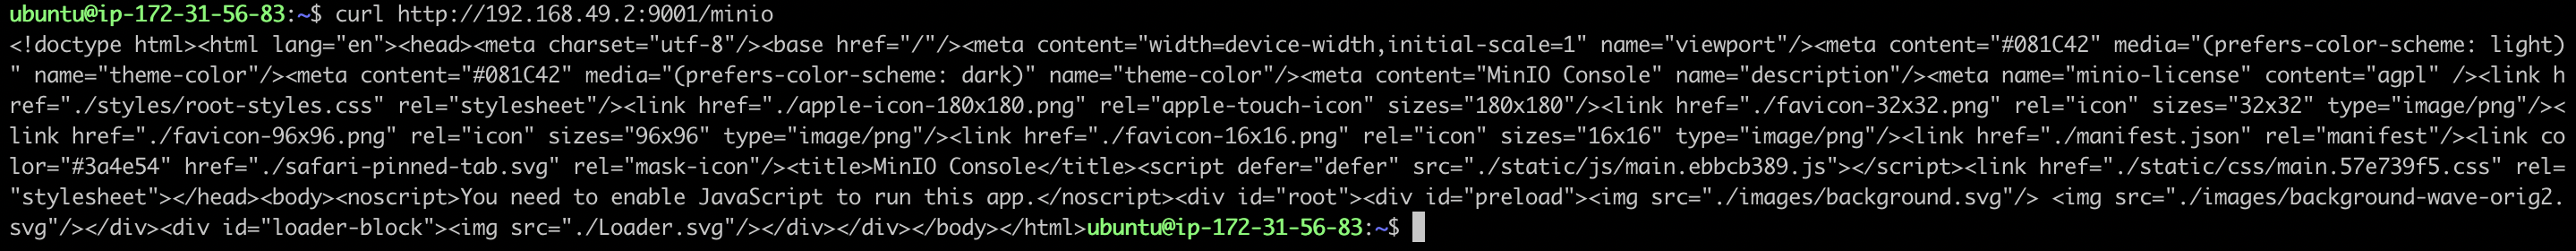 ubuntu@ip-172-31-56-83:~$ curl http://192.168.49.2:9001/minio
<!doctype html><html lang="en"><head><meta charset="utf-8"/><base href="/"/><meta content="width=device-width,initial-scale=1" name="viewport"/><meta content="#081C42" media="(prefers-color-scheme: light)
" name="theme-color"/><meta content="#081C42" media="(prefers-color-scheme: dark)" name="theme-color"/><meta content="MinIO Console" name="description"/><meta name="minio-license" content="agpl" /><link h
ref="./styles/root-styles.css" rel="stylesheet"/><link href="./apple-icon-180x180.png" rel="apple-touch-icon" sizes="180x180"/><link href="./favicon-32x32.png" rel="icon" sizes="32x32" type="image/png"/><
link href="./favicon-96x96.png" rel="icon" sizes="96x96" type="image/png"/><link href="./favicon-16x16.png" rel="icon" sizes="16x16" type="image/png"/><link href="./manifest.json" rel="manifest"/><link co
lor="#3a4e54" href="./safari-pinned-tab.svg" rel="mask-icon"/><title>MinIO Console</title><script defer="defer" src="./static/js/main.ebbcb389.js"></script><link href="./static/css/main.57e739f5.css" rel=
"stylesheet"></head><body><noscript>You need to enable JavaScript to run this app.</noscript><div id="root"><div id="preload"><img src="./images/background.svg"/> <img src="./images/background-wave-orig2.
svg"/></div><div id="loader-block"><img src="./Loader.svg"/></div></div></body></html>ubuntu@ip-172-31-56-83:~$